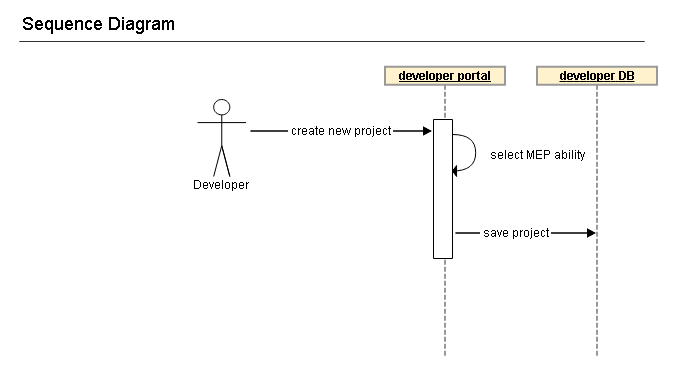 Sequence Diagram
developer portal
developer DB
create new project
select MEP ability
Developer
save project